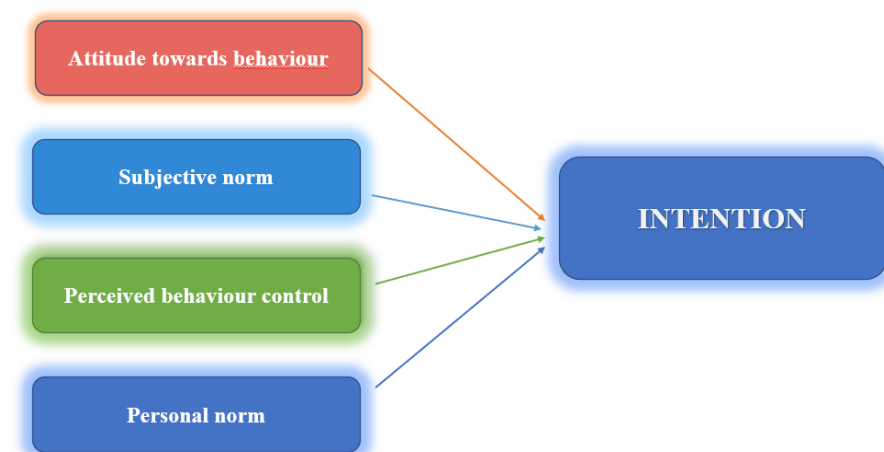 Attitude towards behaviour
Subjective norm
INTENTION
Perceived behaviour control
Personal norm